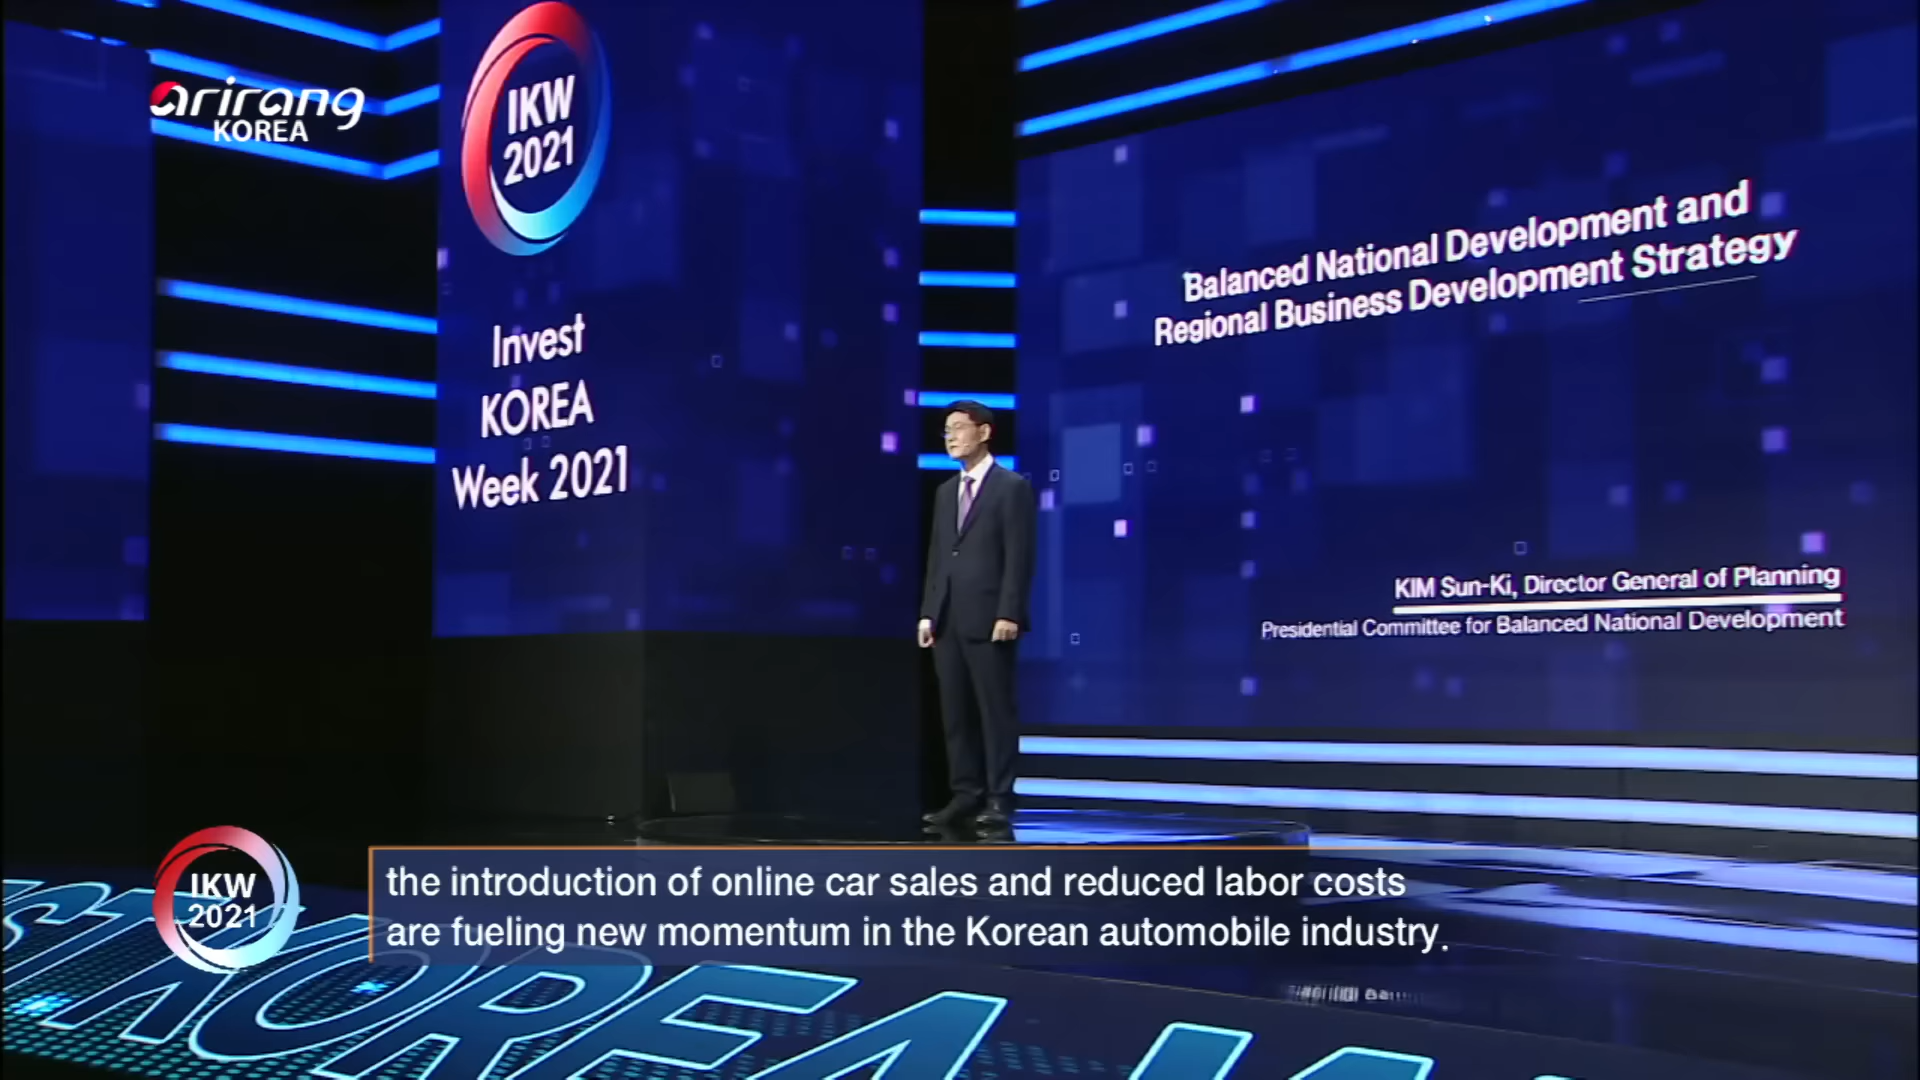 arirang
KOREA
IKW
2021
Invest
KOREA
Week 2021
Balanced National Development and
Regional Business Development Strategy
KIM Sun-Ki, Director General of Planning
Presidential Committee for Balanced National Development
IKW
2021
the introduction of online car sales and reduced labor costs
are fueling new momentum in the Korean automobile industry.
KOREA